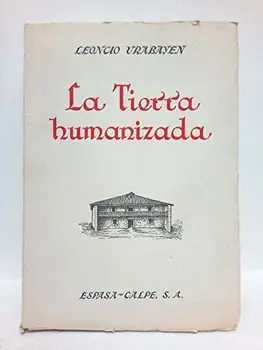 LEONCIO URABAYEN
La Tierra
humanizada
ESPASA-CALPE, S. A.